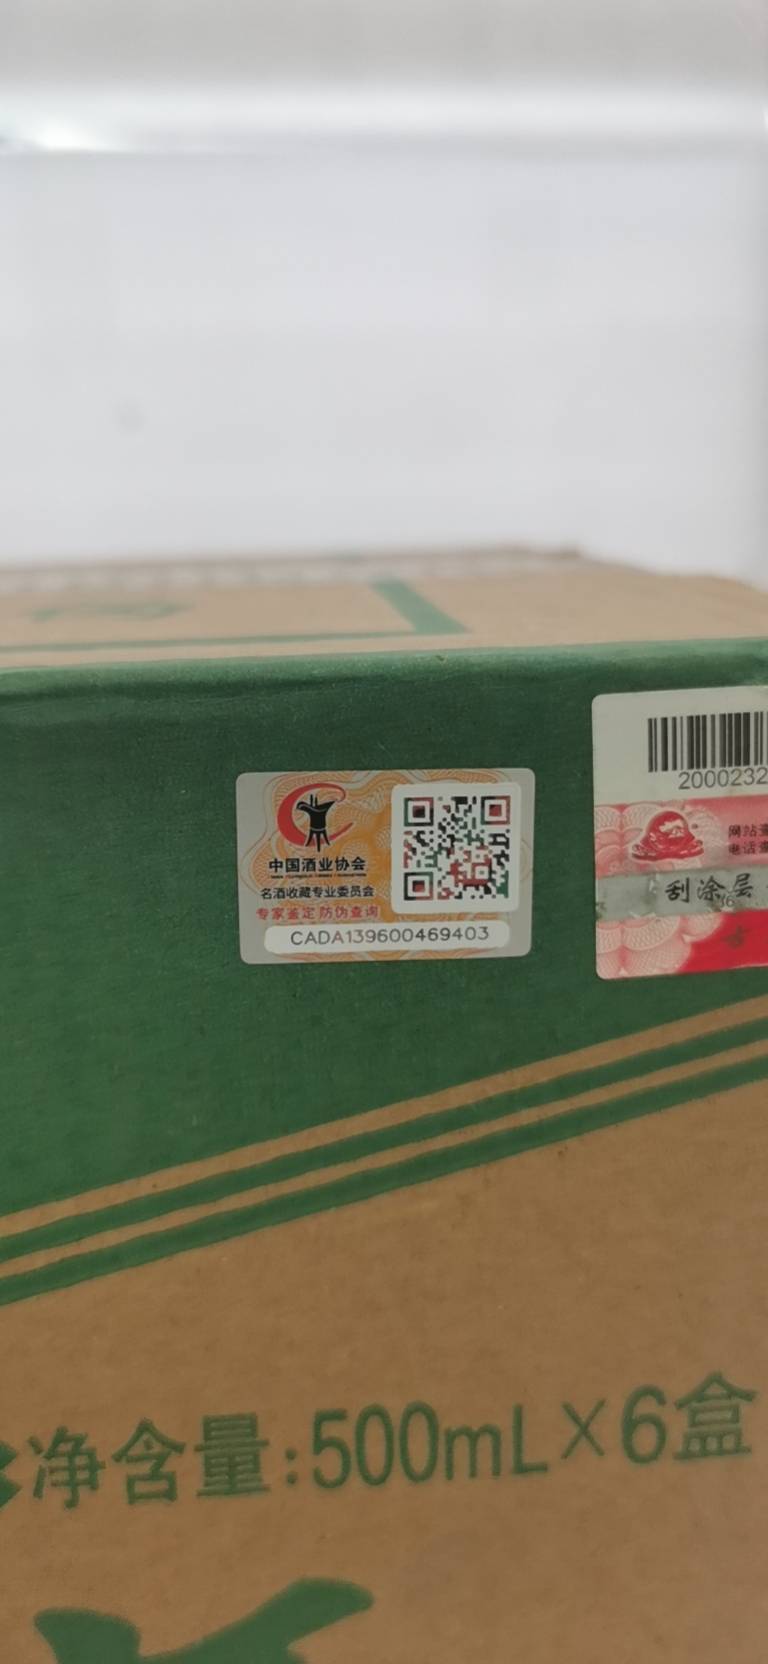 中国酒业协会
名酒收藏专业委员会
专家鉴定 防伪查询
CADA139600469403
2000232
网站查
电话查
刮涂层
净含量:500mL×6盒